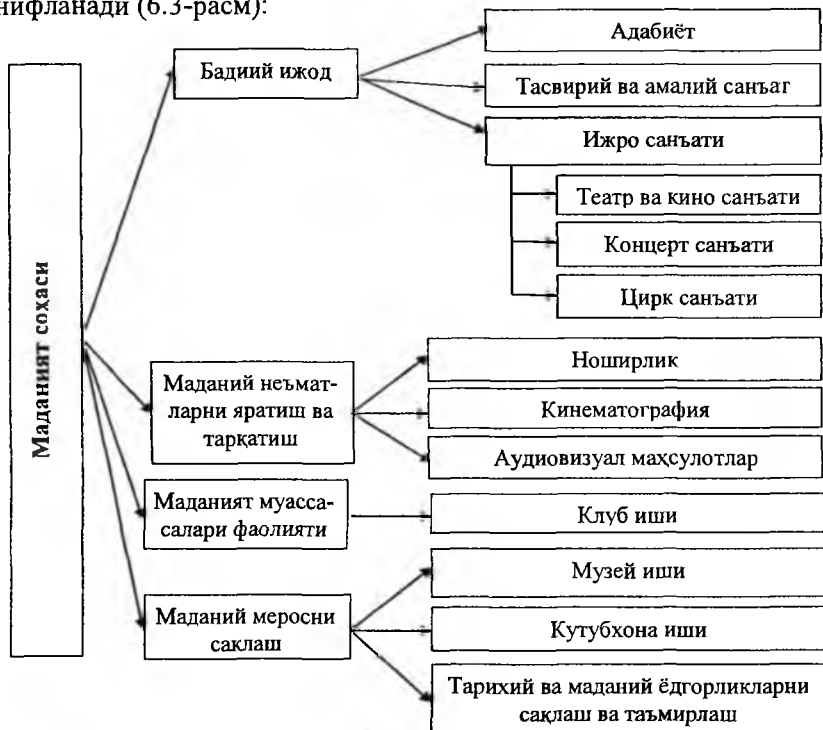 нифланади (6.3-расм):
Маданият соҳаси
Бадиий ижод
Адабиёт
Тасвирий ва амалий санъат
Ижро санъати
Театр ва кино санъати
Концерт санъати
Цирк санъати
Маданий неъмат-
ларни яратиш ва
тарқатиш
Ноширлик
Кинематография
Аудиовизуал маҳсулотлар
Маданият муасса-
салари фаолияти
Клуб иши
Маданий меросни
саклаш
Музей иши
Кутубхона иши
Тарихий ва маданий ёдгорликларни
сақлаш ва таъмирлаш